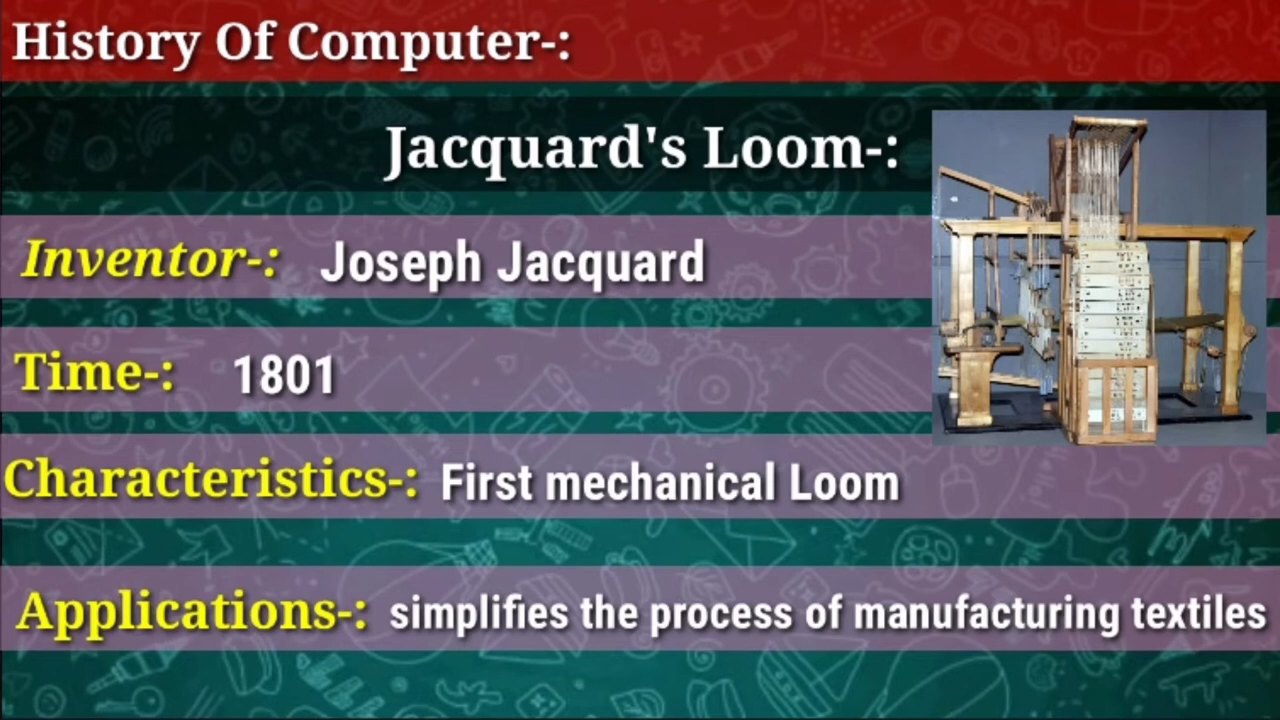 History Of Computer-:
Jacquard's Loom-:
Inventor-: Joseph Jacquard
Time-: 1801
Characteristics-: First mechanical Loom
Applications-: simplifies the process of manufacturing textiles